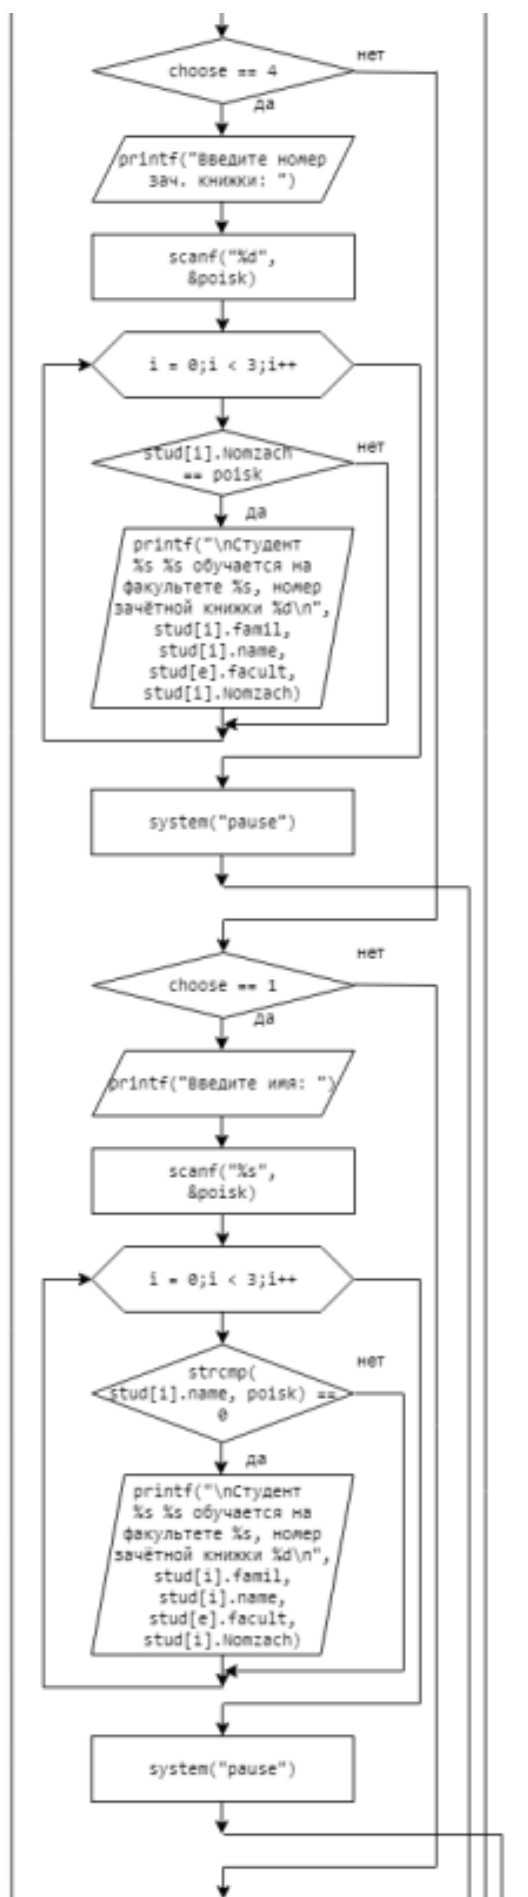 нет
choose == 4
да
printf("Введите номер
зач. книжки: ")
scanf("%d",
&poisk)
i = 0;i < 3;i++
нет
stud[i].Nomzach
== poisk
да
printf("\nСтудент
%s %s обучается на
факультете %s, номер
зачётной книжки %d\n",
stud[i].famil,
stud[i].name,
stud[e].facult,
stud[i].Nomzach)
system("pause")
нет
choose == 1
да
printf("Введите имя: ")
scanf("%s",
&poisk)
i = 0;i < 3;i++
нет
strcmp(
stud[i].name, poisk) ==
0
да
printf("\nСтудент
%s %s обучается на
факультете %s, номер
зачётной книжки %d\n",
stud[i].famil,
stud[i].name,
stud[e].facult,
stud[i].Nomzach)
system("pause")